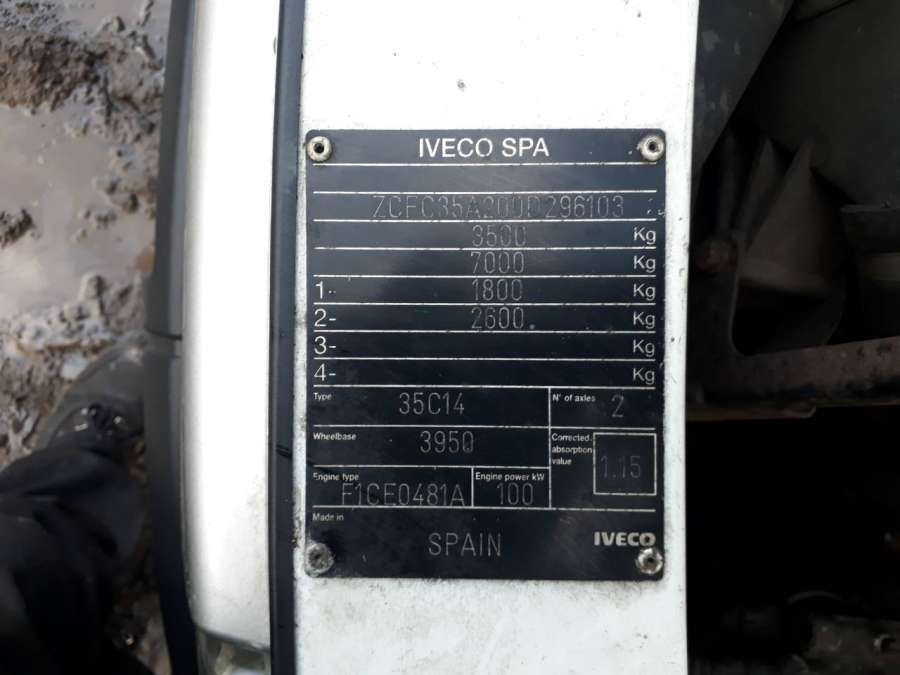 IVECO SPA
ZCFC35A200D296103
3500 Kg
7000 Kg
1- 1800 Kg
2- 2600 Kg
3- Kg
4- Kg
Type 35C14 N° of axles 2
Wheelbase 3950 Corrected absorption value 1.15
Engine type F1CE0481A Engine power kW 100
Made in SPAIN IVECO